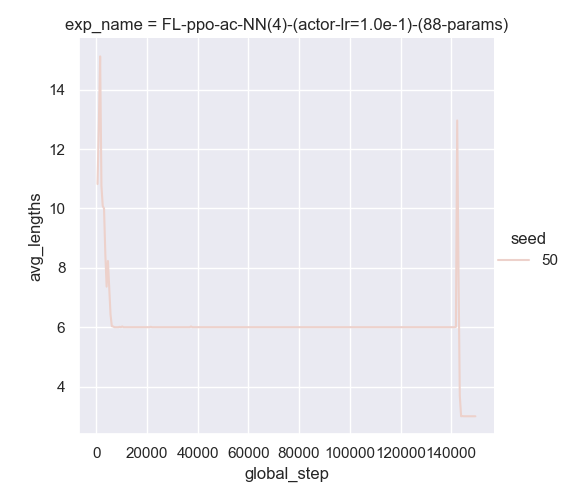 exp_name = FL-ppo-ac-NN(4)-(actor-lr=1.0e-1)-(88-params)
14
12
10
8
6
4
avg_lengths
0 20000 40000 60000 80000 100000 120000 140000
global_step
seed
50